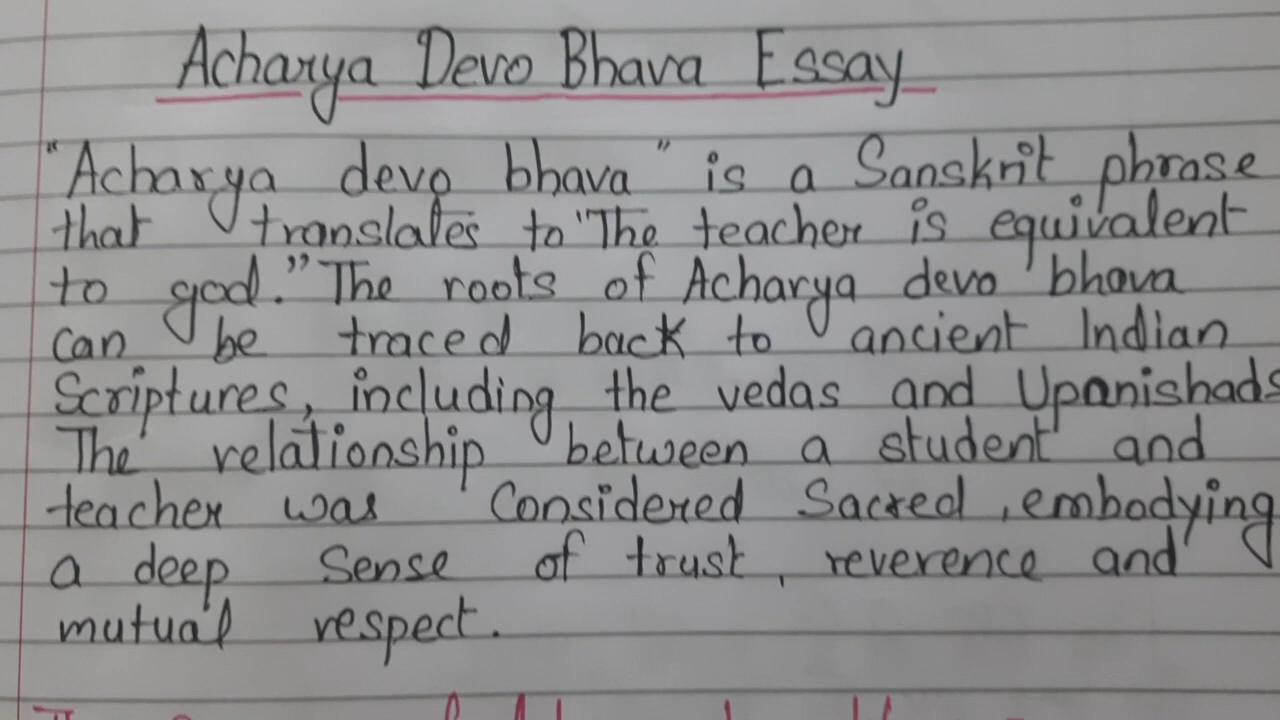 Acharya Devo Bhava Essay
"Acharya devo bhava" is a Sanskrit phrase
that translates to "The teacher is equivalent
to god." The roots of Acharya devo bhava
can be traced back to ancient Indian
Scriptures, including the vedas and Upanishads
The relationship between a student and
teacher was Considered Sacred, embodying
a deep Sense of trust, reverence and
mutual respect.